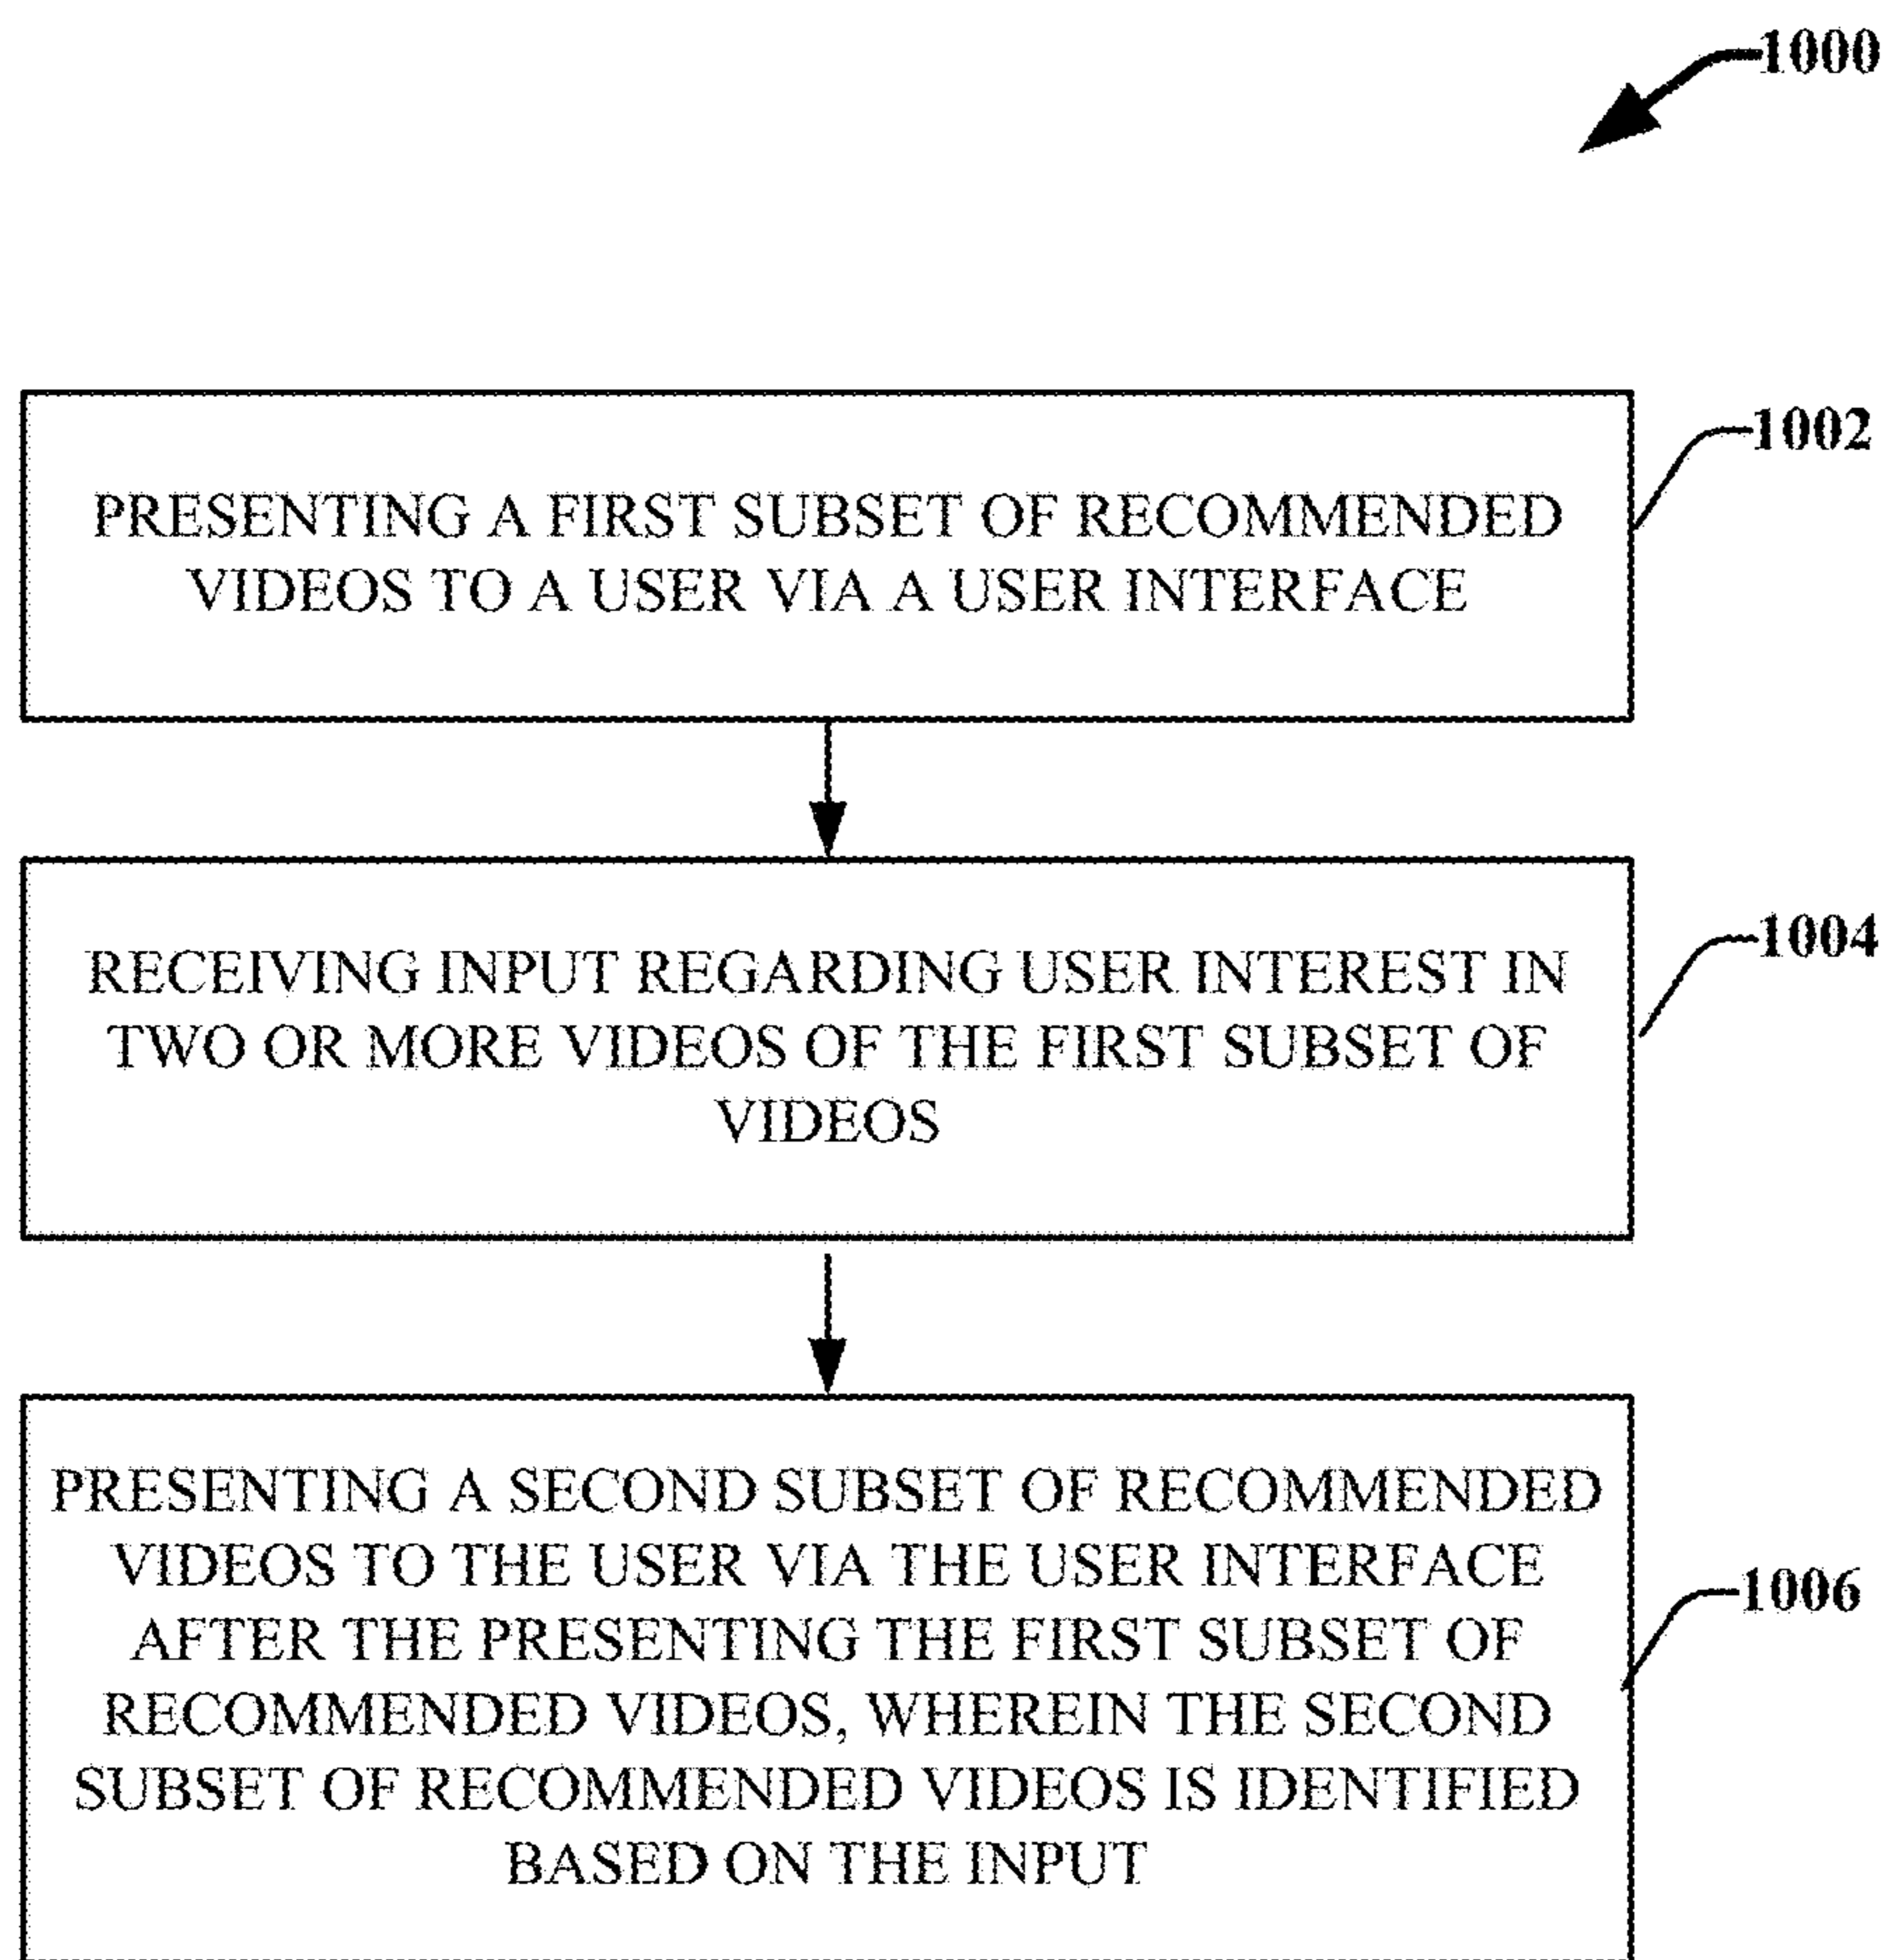 1000
1002
PRESENTING A FIRST SUBSET OF RECOMMENDED
VIDEOS TO A USER VIA A USER INTERFACE
1004
RECEIVING INPUT REGARDING USER INTEREST IN
TWO OR MORE VIDEOS OF THE FIRST SUBSET OF
VIDEOS
PRESENTING A SECOND SUBSET OF RECOMMENDED
VIDEOS TO THE USER VIA THE USER INTERFACE
1006
AFTER THE PRESENTING THE FIRST SUBSET OF
RECOMMENDED VIDEOS, WHEREIN THE SECOND
SUBSET OF RECOMMENDED VIDEOS IS IDENTIFIED
BASED ON THE INPUT